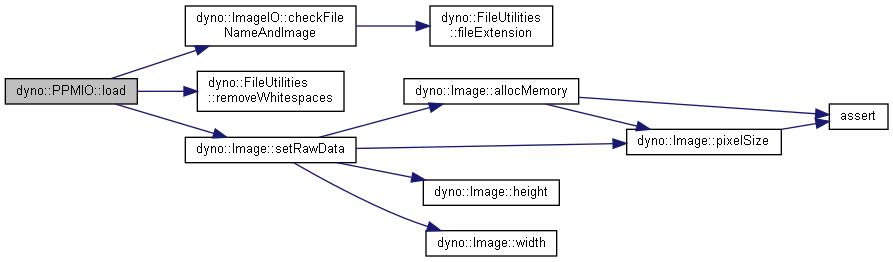 dyno::ImageIO::checkFile
NameAndImage
dyno::FileUtilities
::fileExtension
dyno::PPMIO::load
dyno::FileUtilities
::removeWhitespaces
dyno::Image::allocMemory
assert
dyno::Image::setRawData
dyno::Image::pixelSize
dyno::Image::height
dyno::Image::width